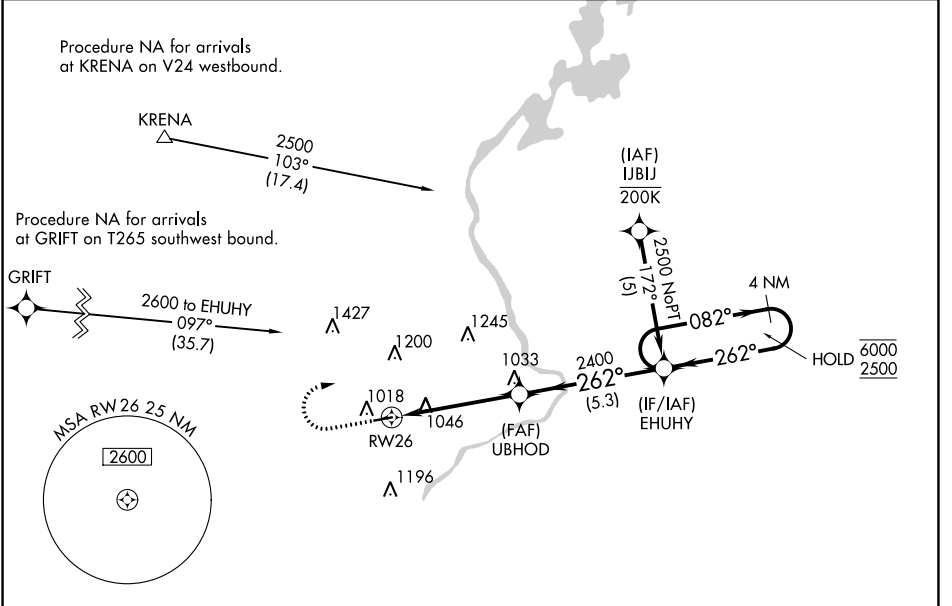 Procedure NA for arrivals
at KRENA on V24 westbound.
KRENA
2500
103°
(17.4)
(IAF)
IJBIJ
200K
Procedure NA for arrivals
at GRIFT on T265 southwest bound.
GRIFT
2600 to EHUHY
097°
(35.7)
2500 NoPT
172°
(5)
4 NM
082°
262°
HOLD
6000
2500
1427
1245
1200
1033
2400
262°
(5.3)
(IF/IAF)
EHUHY
1018
1046
RW26
(FAF)
UBHOD
1196
MSA RW26 25 NM
2600